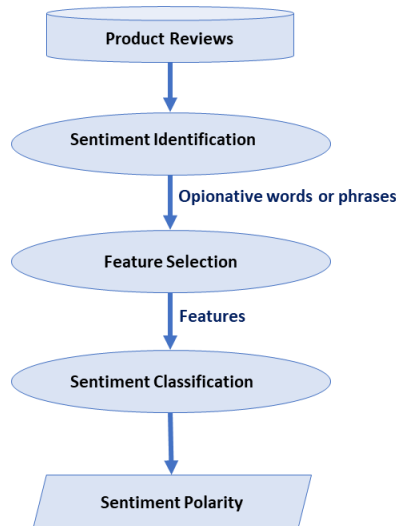 Product Reviews
Sentiment Identification
Opionative words or phrases
Feature Selection
Features
Sentiment Classification
Sentiment Polarity